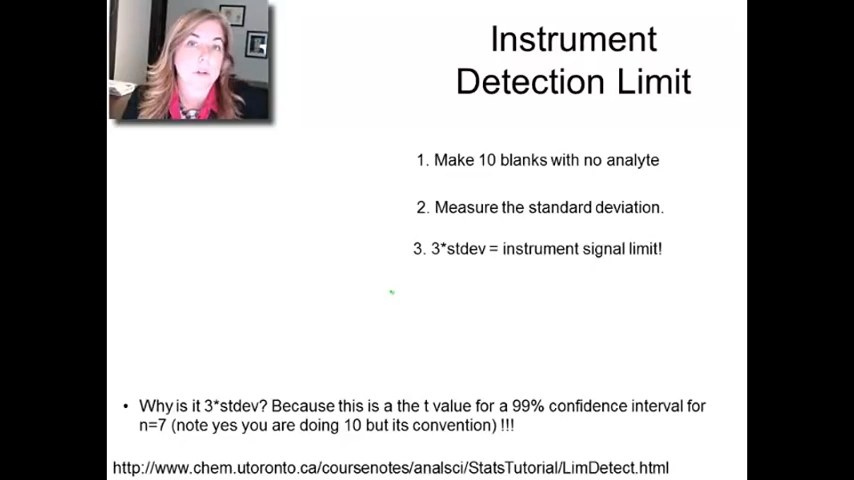 Instrument
Detection Limit
1. Make 10 blanks with no analyte
2. Measure the standard deviation.
3. 3*stdev = instrument signal limit!
• Why is it 3*stdev? Because this is a the t value for a 99% confidence interval for
n=7 (note yes you are doing 10 but its convention) !!!
http://www.chem.utoronto.ca/coursenotes/analsci/StatsTutorial/LimDetect.html